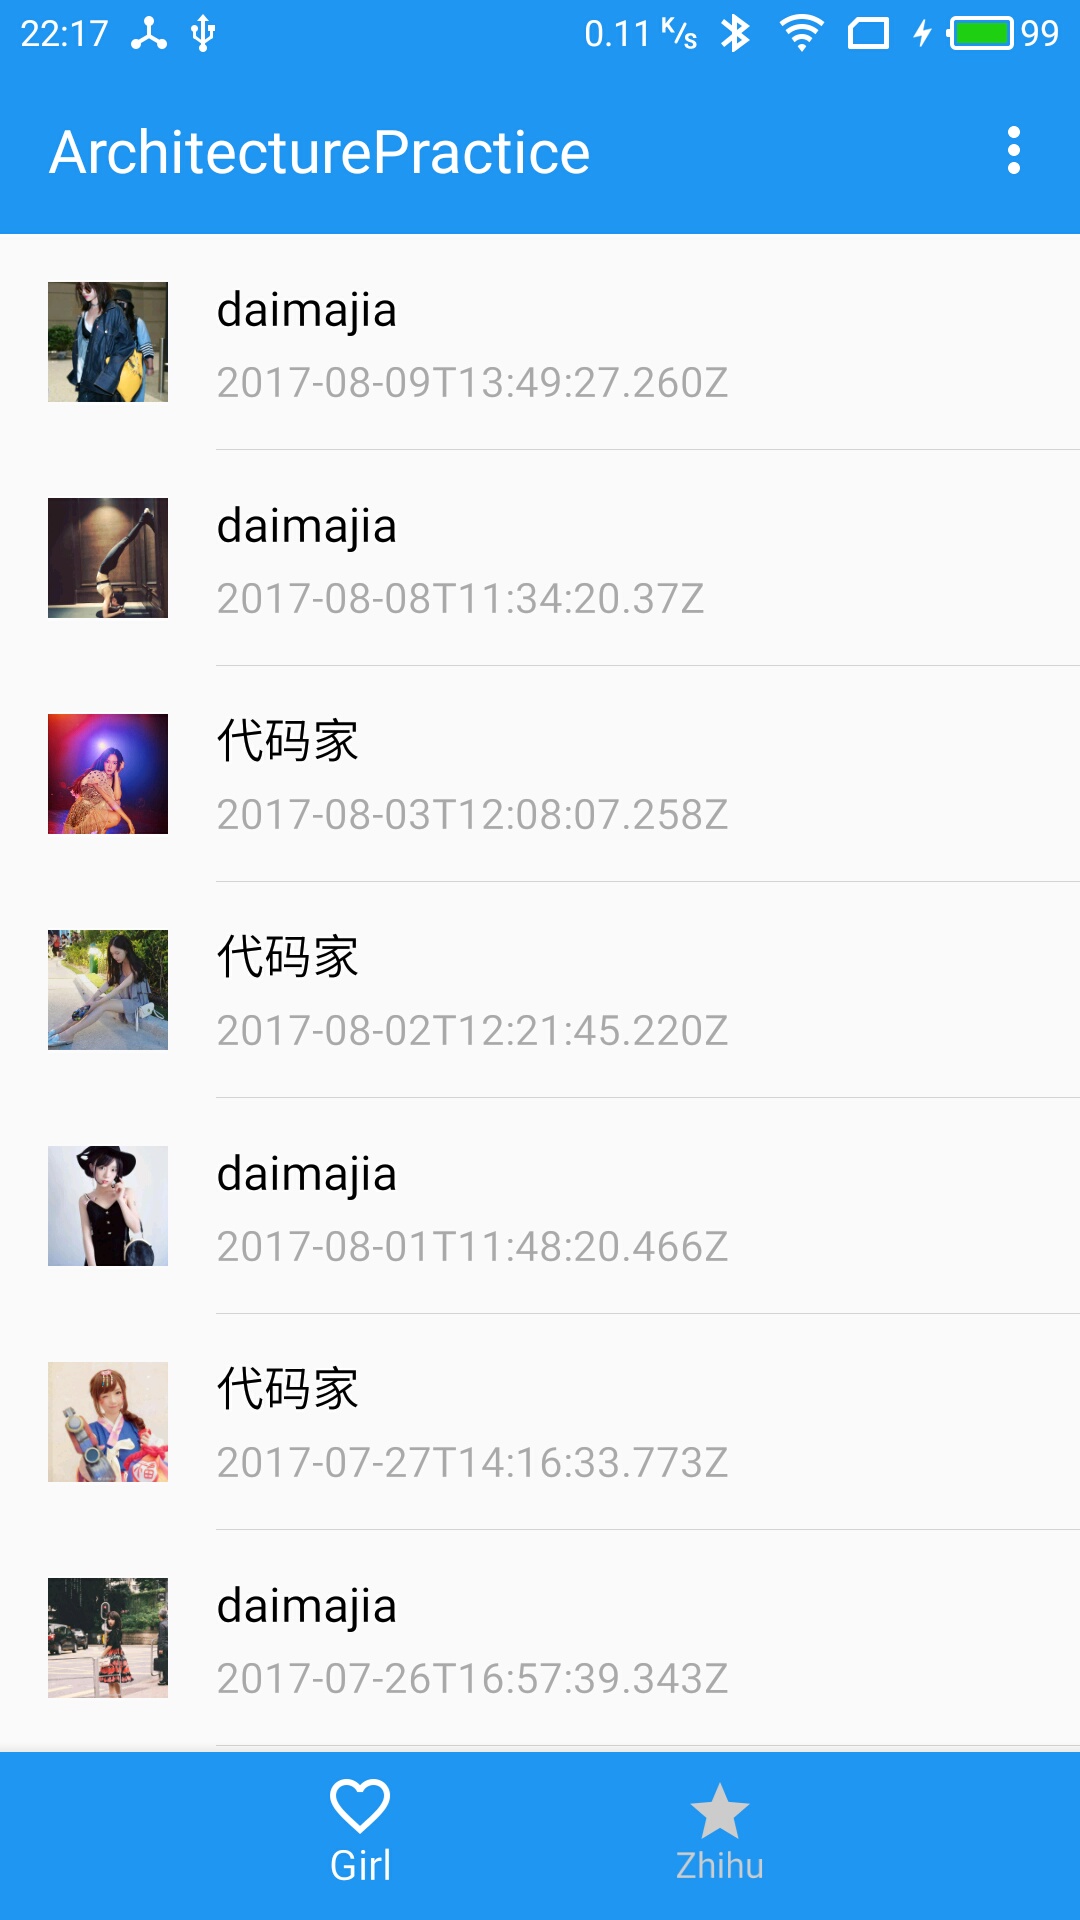 22:17 0.11 K/s 99
ArchitecturePractice
daimajia
2017-08-09T13:49:27.260Z
daimajia
2017-08-08T11:34:20.37Z
代码家
2017-08-03T12:08:07.258Z
代码家
2017-08-02T12:21:45.220Z
daimajia
2017-08-01T11:48:20.466Z
代码家
2017-07-27T14:16:33.773Z
福
daimajia
2017-07-26T16:57:39.343Z
Girl Zhihu